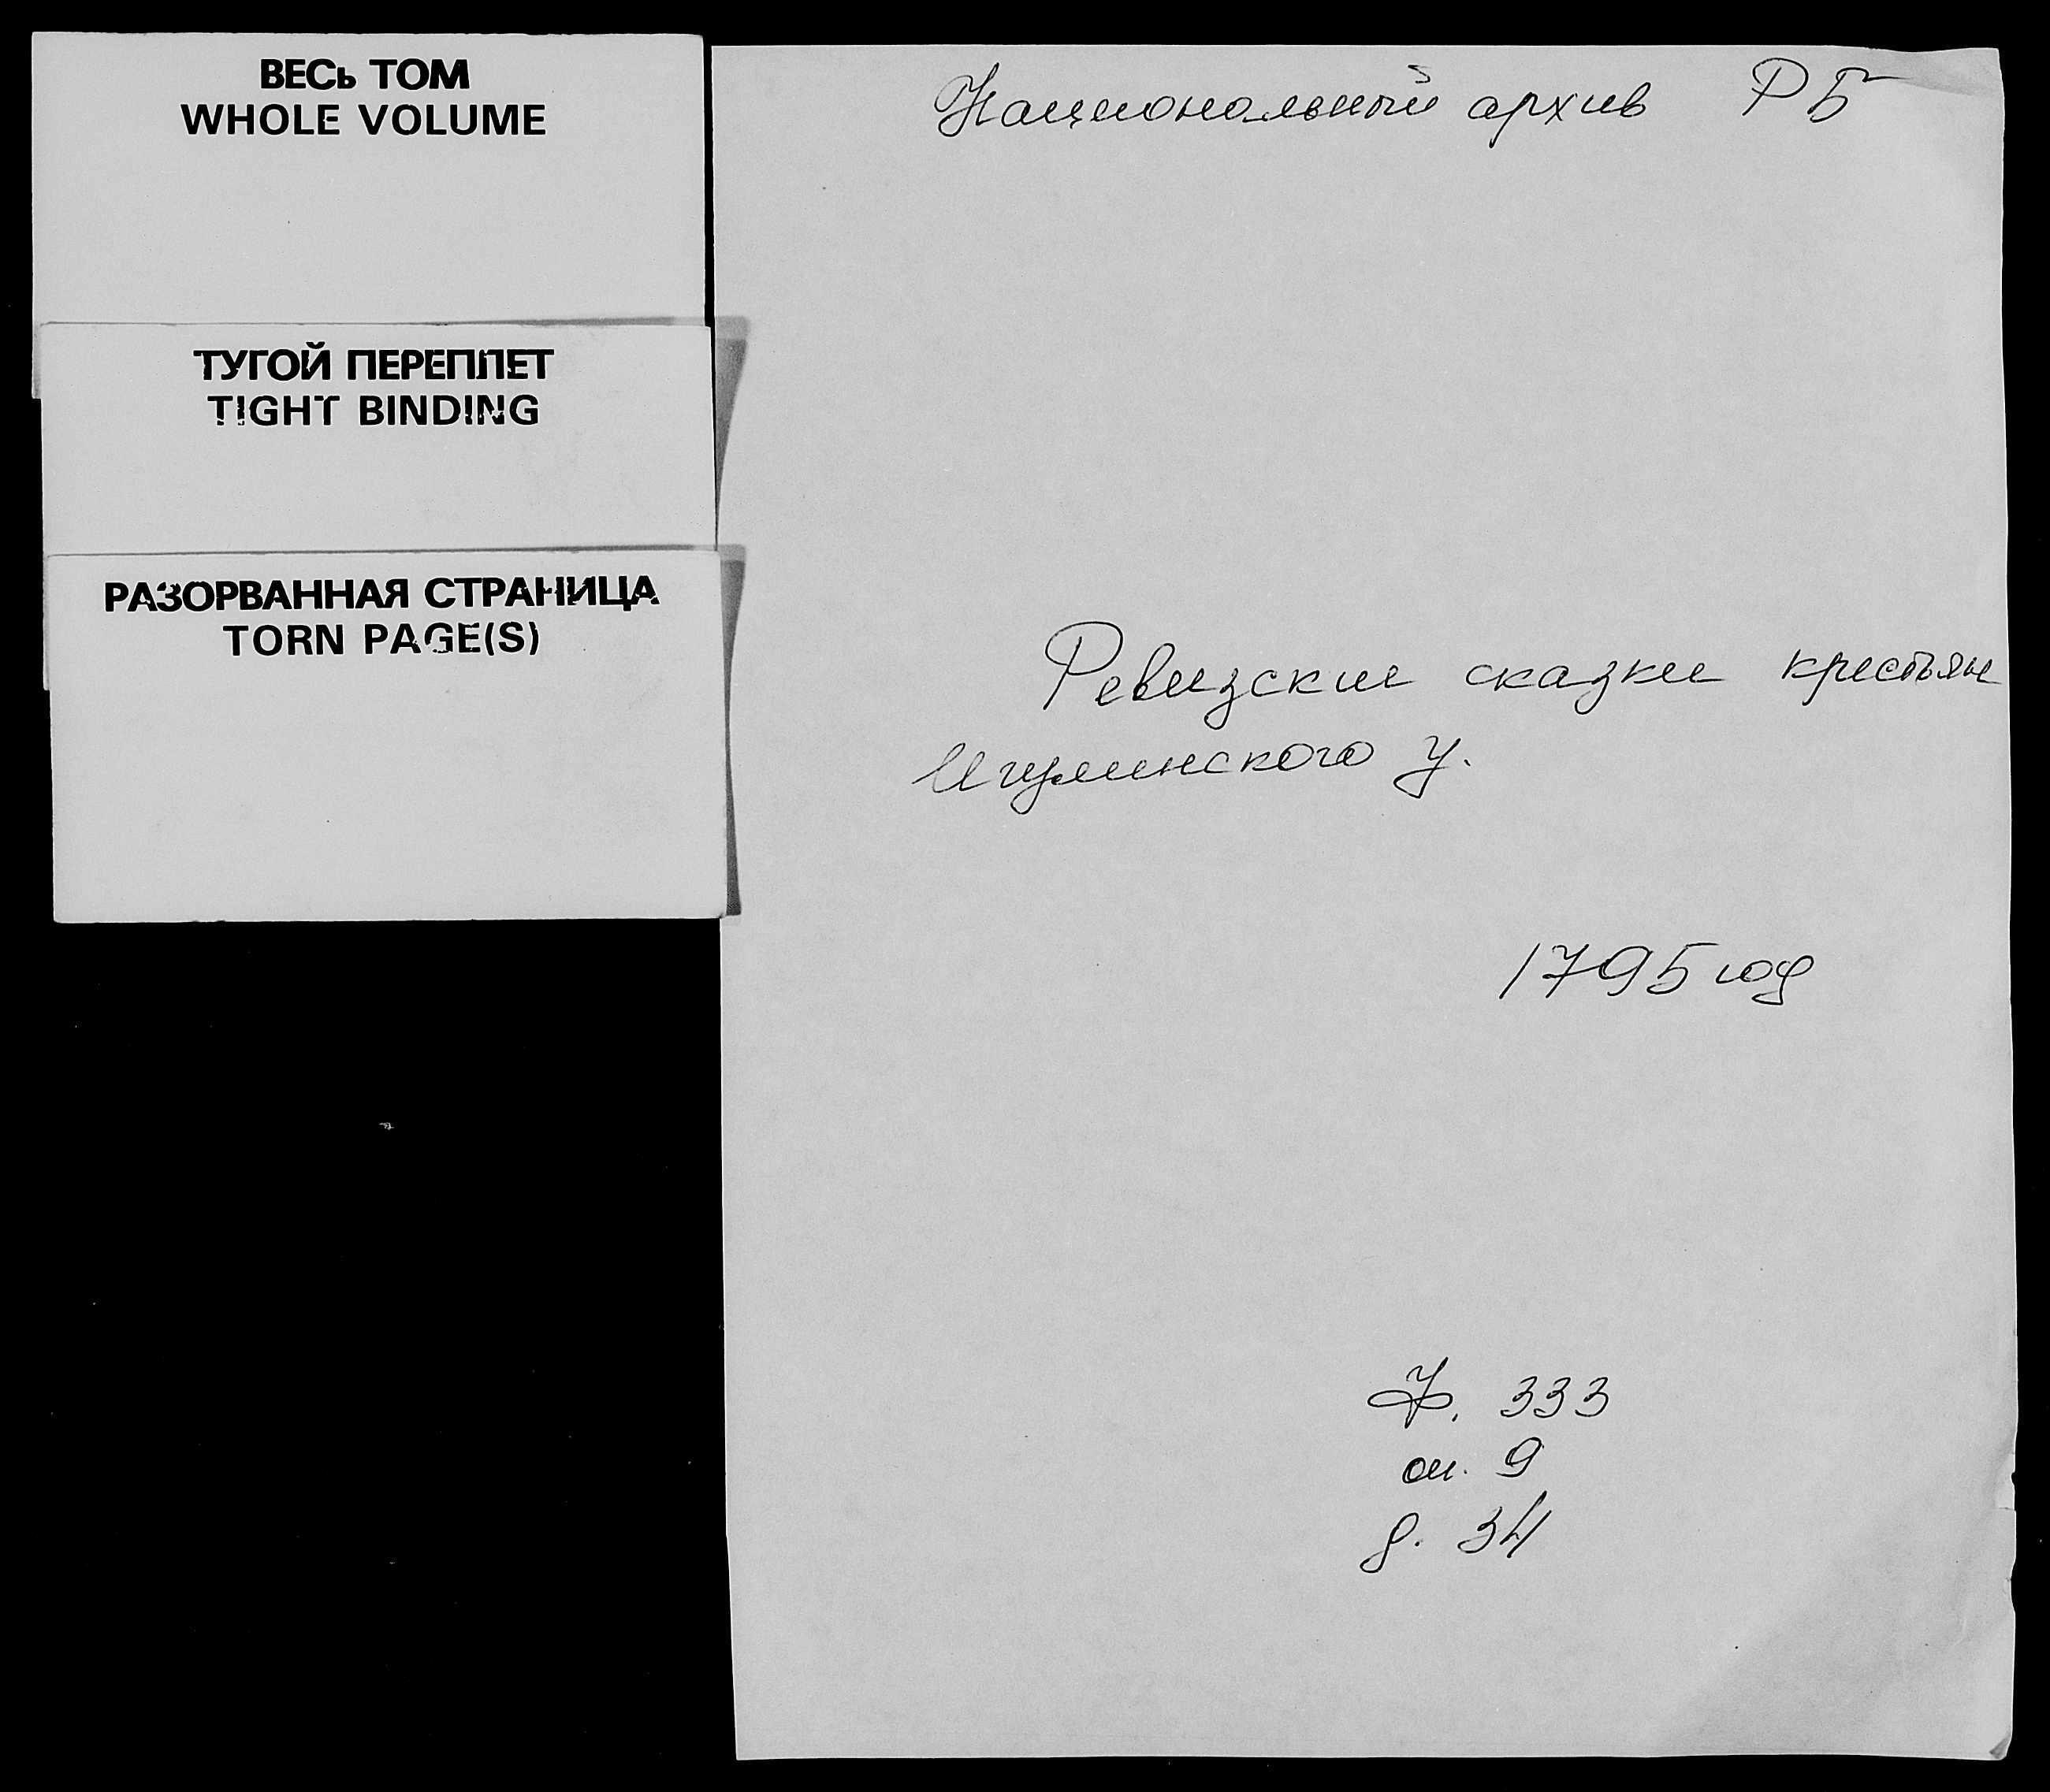 ВЕСЬ ТОМ
WHOLE VOLUME
ТУГОЙ ПЕРЕПЛЕТ
TIGHT BINDING
РАЗОРВАННАЯ СТРАНИЦА
TORN PAGE(S)
Национальный архив РБ
Ревизские сказки крестьян
Игуменского у.
1795 год
Ф. 333
оп. 9
д. 34